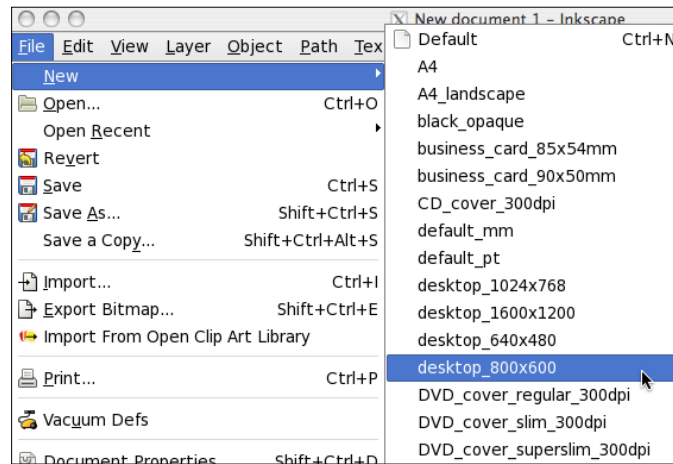 New document 1 – Inkscape
File Edit View Layer Object Path Tex
New
Open... Ctrl+O
Open Recent
Revert
Save Ctrl+S
Save As... Shift+Ctrl+S
Save a Copy... Shift+Ctrl+Alt+S
Import... Ctrl+I
Export Bitmap... Shift+Ctrl+E
Import From Open Clip Art Library
Print... Ctrl+P
Vacuum Defs
Document Properties Shift+Ctrl+D
Default Ctrl+N
A4
A4_landscape
black_opaque
business_card_85x54mm
business_card_90x50mm
CD_cover_300dpi
default_mm
default_pt
desktop_1024x768
desktop_1600x1200
desktop_640x480
desktop_800x600
DVD_cover_regular_300dpi
DVD_cover_slim_300dpi
DVD_cover_superslim_300dpi